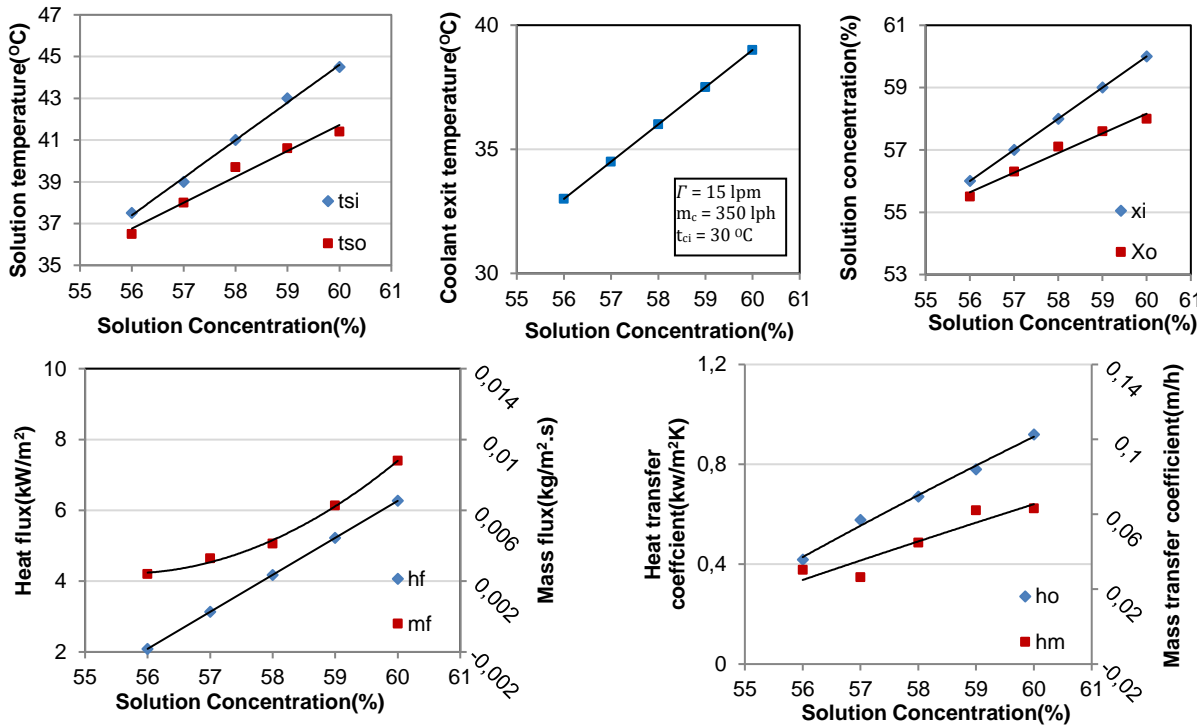 Solution temperature(⁰C)
47
45
43
41
39
37
35
tsi
tso
55 56 57 58 59 60 61
Solution Concentration(%)
Coolant exit temperature(⁰C)
40
35
30
Γ = 15 lpm
m_c = 350 lph
t_ci = 30 ⁰C
55 56 57 58 59 60 61
Solution Concentration(%)
Solution concentration(%)
61
59
57
55
53
xi
Xo
55 56 57 58 59 60 61
Solution Concentration(%)
Heat flux(kW/m²)
10
8
6
4
2
hf
mf
0,014
0,01
0,006
0,002
-0,002
Mass flux(kg/m².s)
55 56 57 58 59 60 61
Solution Concentration(%)
Heat transfer
coeffcient(kw/m²K)
1,2
0,8
0,4
0
ho
hm
0,14
0,1
0,06
0,02
-0,02
Mass transfer coefficient(m/h)
55 56 57 58 59 60 61
Solution Concentration(%)